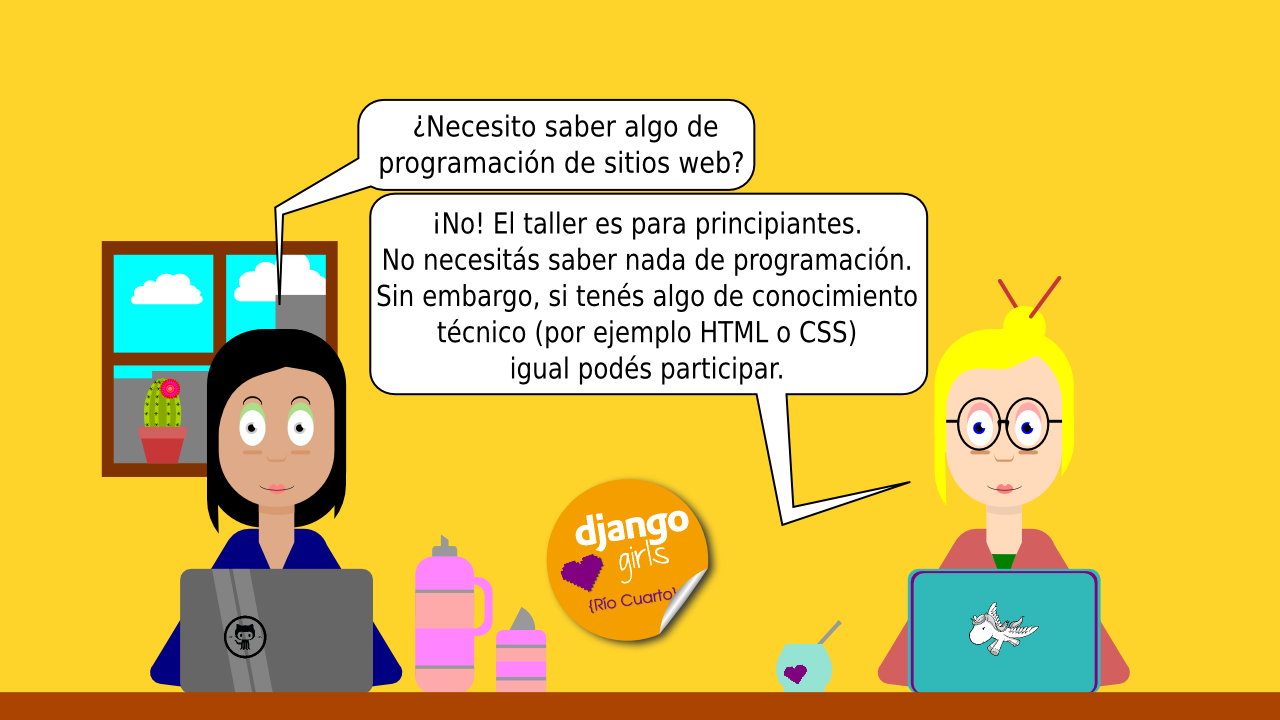 ¿Necesito saber algo de
programación de sitios web?
¡No! El taller es para principiantes.
No necesitás saber nada de programación.
Sin embargo, si tenés algo de conocimiento
técnico (por ejemplo HTML o CSS)
igual podés participar.
django
girls
{Río Cuarto}